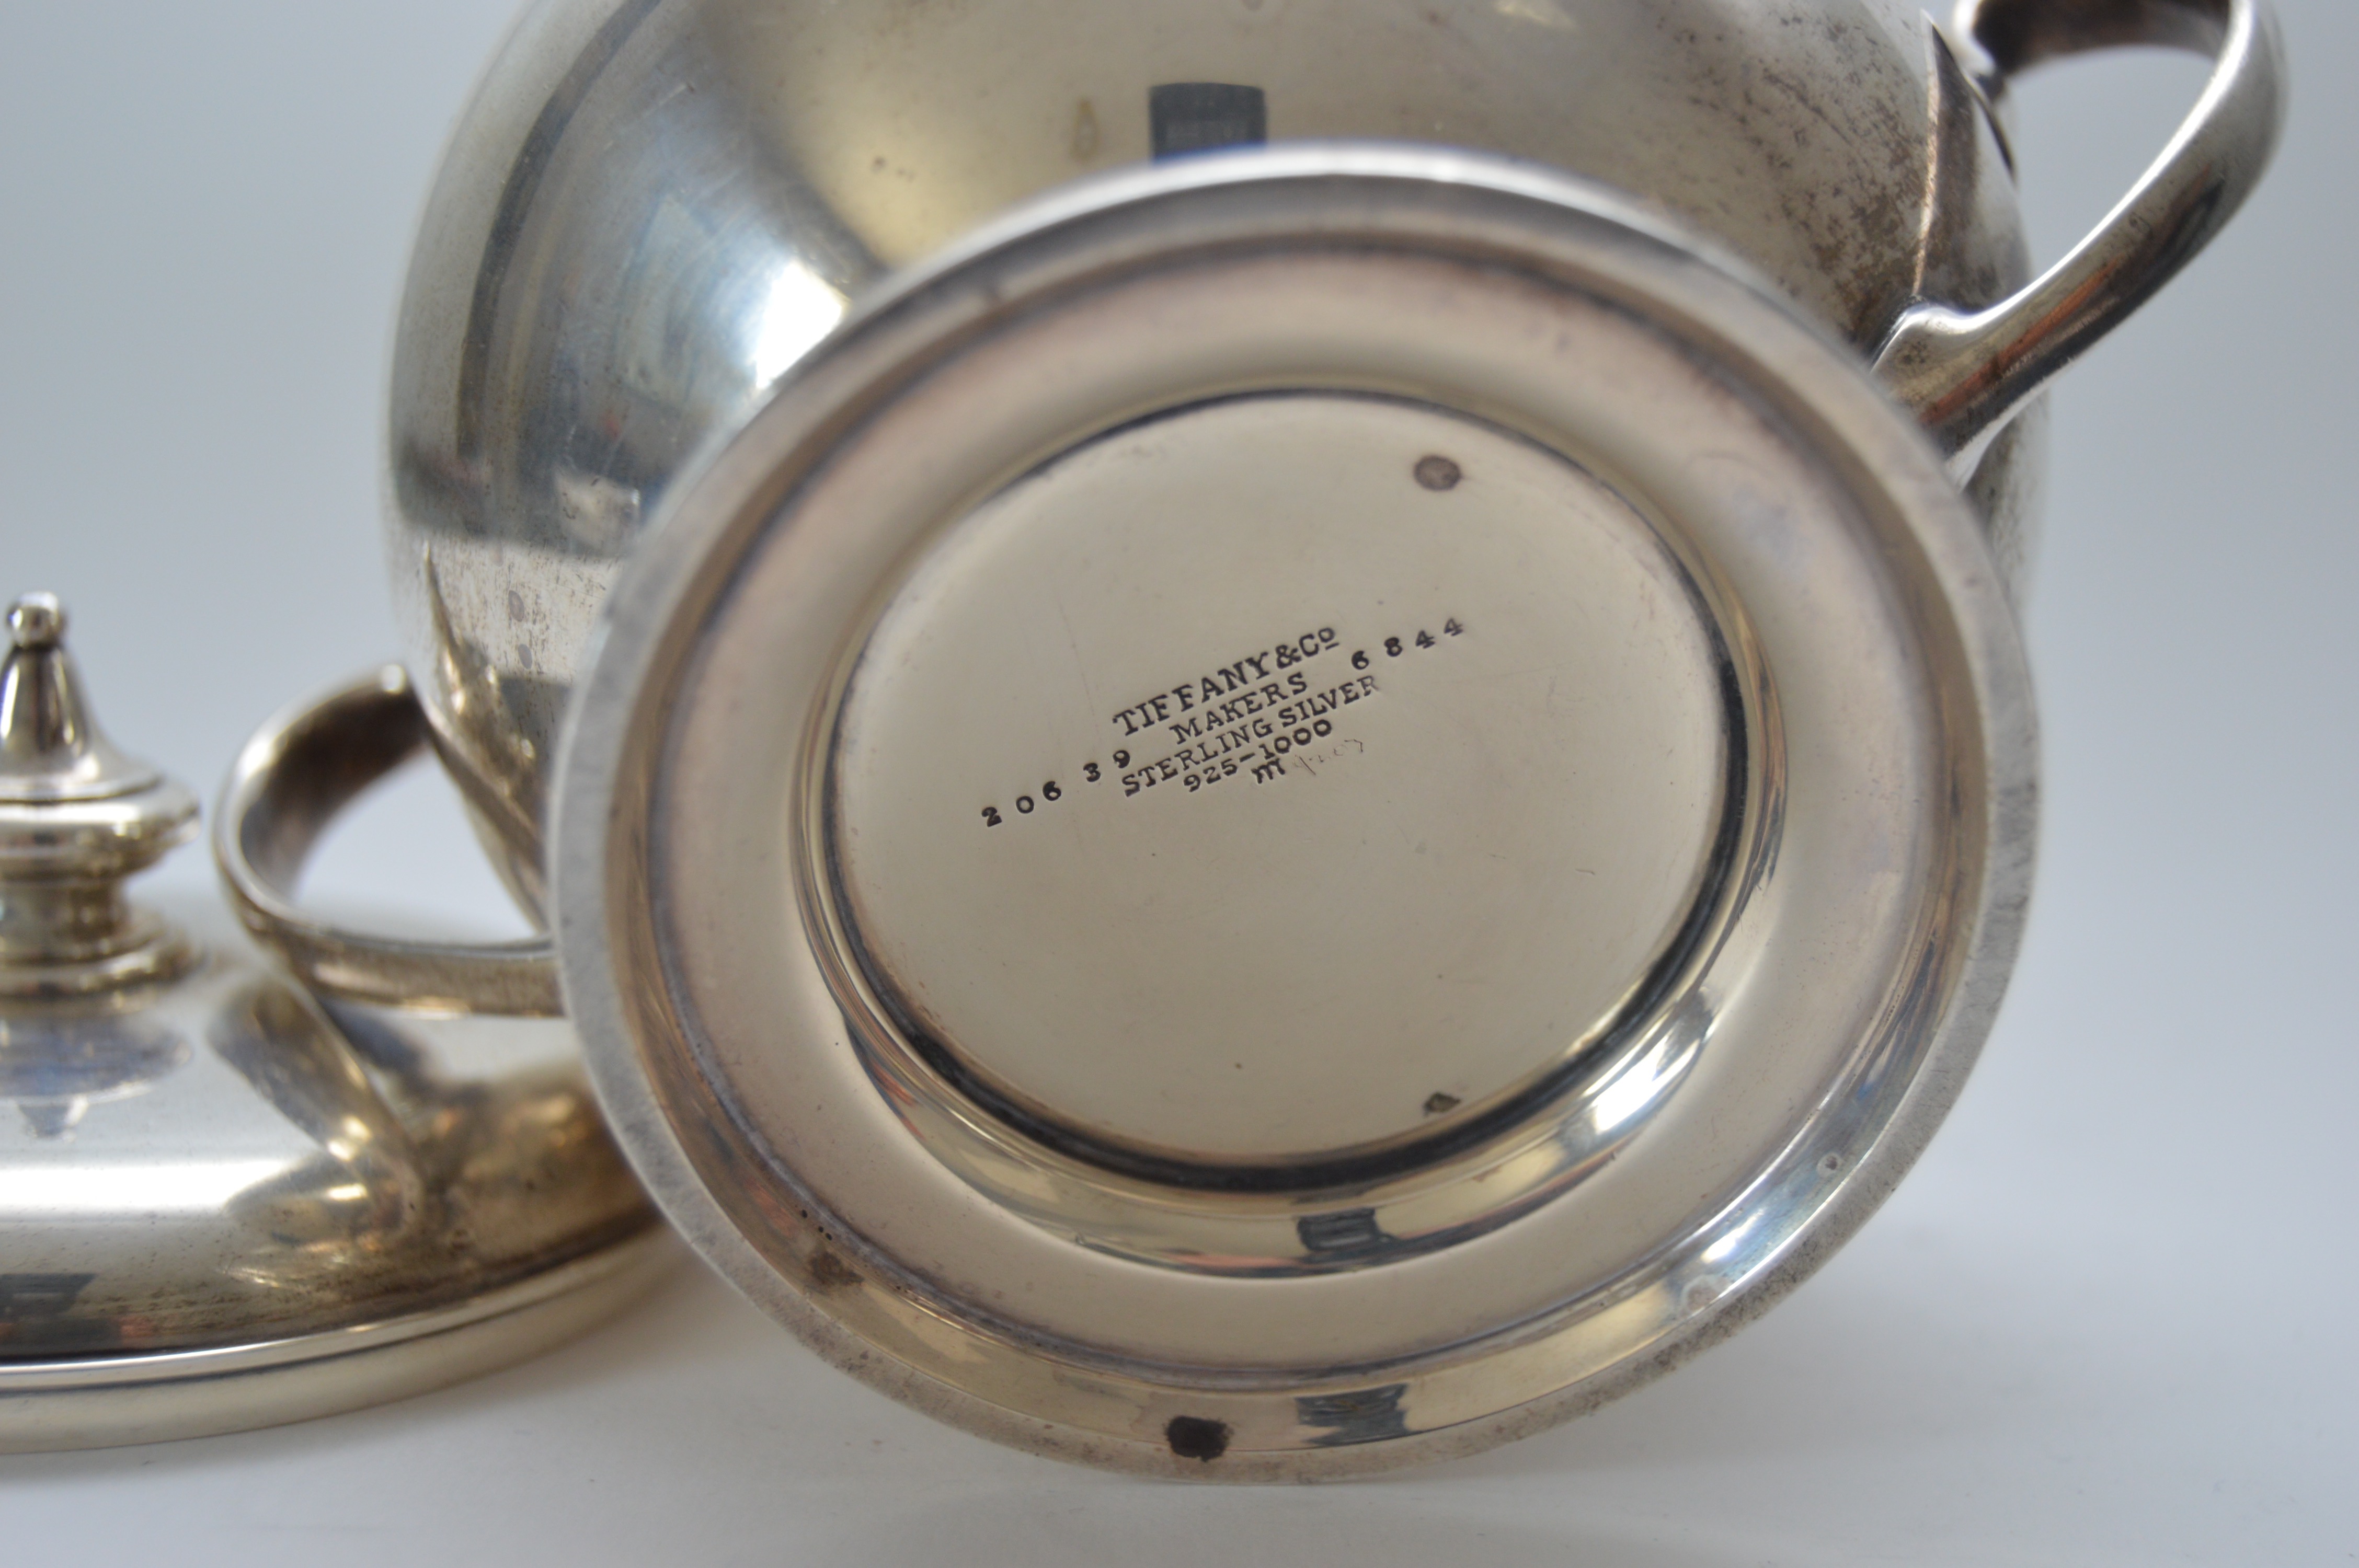 TIFFANY & Cº
20639 MAKERS 6844
STERLING SILVER
925-1000
m